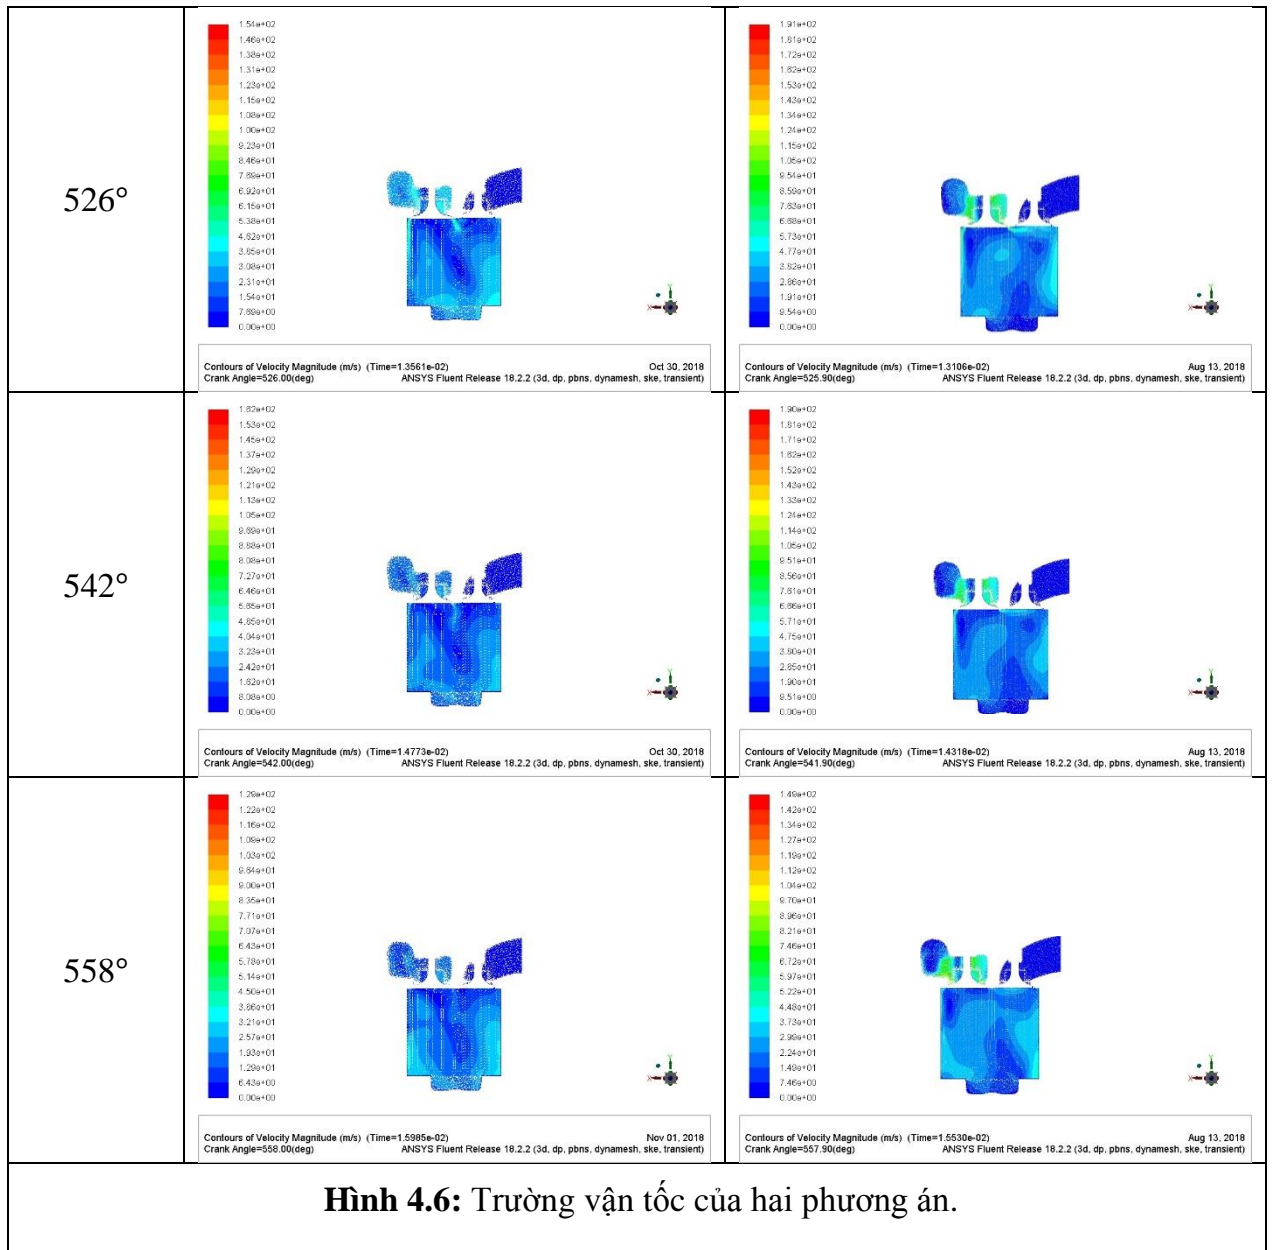 526°
1.54e+02
1.46e+02
1.38e+02
1.31e+02
1.23e+02
1.15e+02
1.08e+02
1.00e+02
9.23e+01
8.46e+01
7.69e+01
6.92e+01
6.15e+01
5.38e+01
4.62e+01
3.85e+01
3.08e+01
2.31e+01
1.54e+01
7.69e+00
0.00e+00
Contours of Velocity Magnitude (m/s) (Time=1.3561e-02) Oct 30, 2018
Crank Angle=526.00(deg) ANSYS Fluent Release 18.2.2 (3d, dp, pbns, dynamesh, ske, transient)
1.91e+02
1.81e+02
1.72e+02
1.62e+02
1.53e+02
1.43e+02
1.34e+02
1.24e+02
1.15e+02
1.05e+02
9.54e+01
8.59e+01
7.63e+01
6.68e+01
5.73e+01
4.77e+01
3.82e+01
2.86e+01
1.91e+01
9.54e+00
0.00e+00
Contours of Velocity Magnitude (m/s) (Time=1.3106e-02) Aug 13, 2018
Crank Angle=525.90(deg) ANSYS Fluent Release 18.2.2 (3d, dp, pbns, dynamesh, ske, transient)
542°
1.62e+02
1.53e+02
1.45e+02
1.37e+02
1.29e+02
1.21e+02
1.13e+02
1.05e+02
9.69e+01
8.88e+01
8.08e+01
7.27e+01
6.46e+01
5.65e+01
4.85e+01
4.04e+01
3.23e+01
2.42e+01
1.62e+01
8.08e+00
0.00e+00
Contours of Velocity Magnitude (m/s) (Time=1.4773e-02) Oct 30, 2018
Crank Angle=542.00(deg) ANSYS Fluent Release 18.2.2 (3d, dp, pbns, dynamesh, ske, transient)
1.90e+02
1.81e+02
1.71e+02
1.62e+02
1.52e+02
1.43e+02
1.33e+02
1.24e+02
1.14e+02
1.05e+02
9.51e+01
8.56e+01
7.61e+01
6.66e+01
5.71e+01
4.75e+01
3.80e+01
2.85e+01
1.90e+01
9.51e+00
0.00e+00
Contours of Velocity Magnitude (m/s) (Time=1.4318e-02) Aug 13, 2018
Crank Angle=541.90(deg) ANSYS Fluent Release 18.2.2 (3d, dp, pbns, dynamesh, ske, transient)
558°
1.29e+02
1.22e+02
1.16e+02
1.09e+02
1.03e+02
9.64e+01
9.00e+01
8.35e+01
7.71e+01
7.07e+01
6.43e+01
5.78e+01
5.14e+01
4.50e+01
3.86e+01
3.21e+01
2.57e+01
1.93e+01
1.29e+01
6.43e+00
0.00e+00
Contours of Velocity Magnitude (m/s) (Time=1.5985e-02) Nov 01, 2018
Crank Angle=558.00(deg) ANSYS Fluent Release 18.2.2 (3d, dp, pbns, dynamesh, ske, transient)
1.49e+02
1.42e+02
1.34e+02
1.27e+02
1.19e+02
1.12e+02
1.04e+02
9.70e+01
8.96e+01
8.21e+01
7.46e+01
6.72e+01
5.97e+01
5.22e+01
4.48e+01
3.73e+01
2.99e+01
2.24e+01
1.49e+01
7.46e+00
0.00e+00
Contours of Velocity Magnitude (m/s) (Time=1.5530e-02) Aug 13, 2018
Crank Angle=557.90(deg) ANSYS Fluent Release 18.2.2 (3d, dp, pbns, dynamesh, ske, transient)
Hình 4.6: Trường vận tốc của hai phương án.